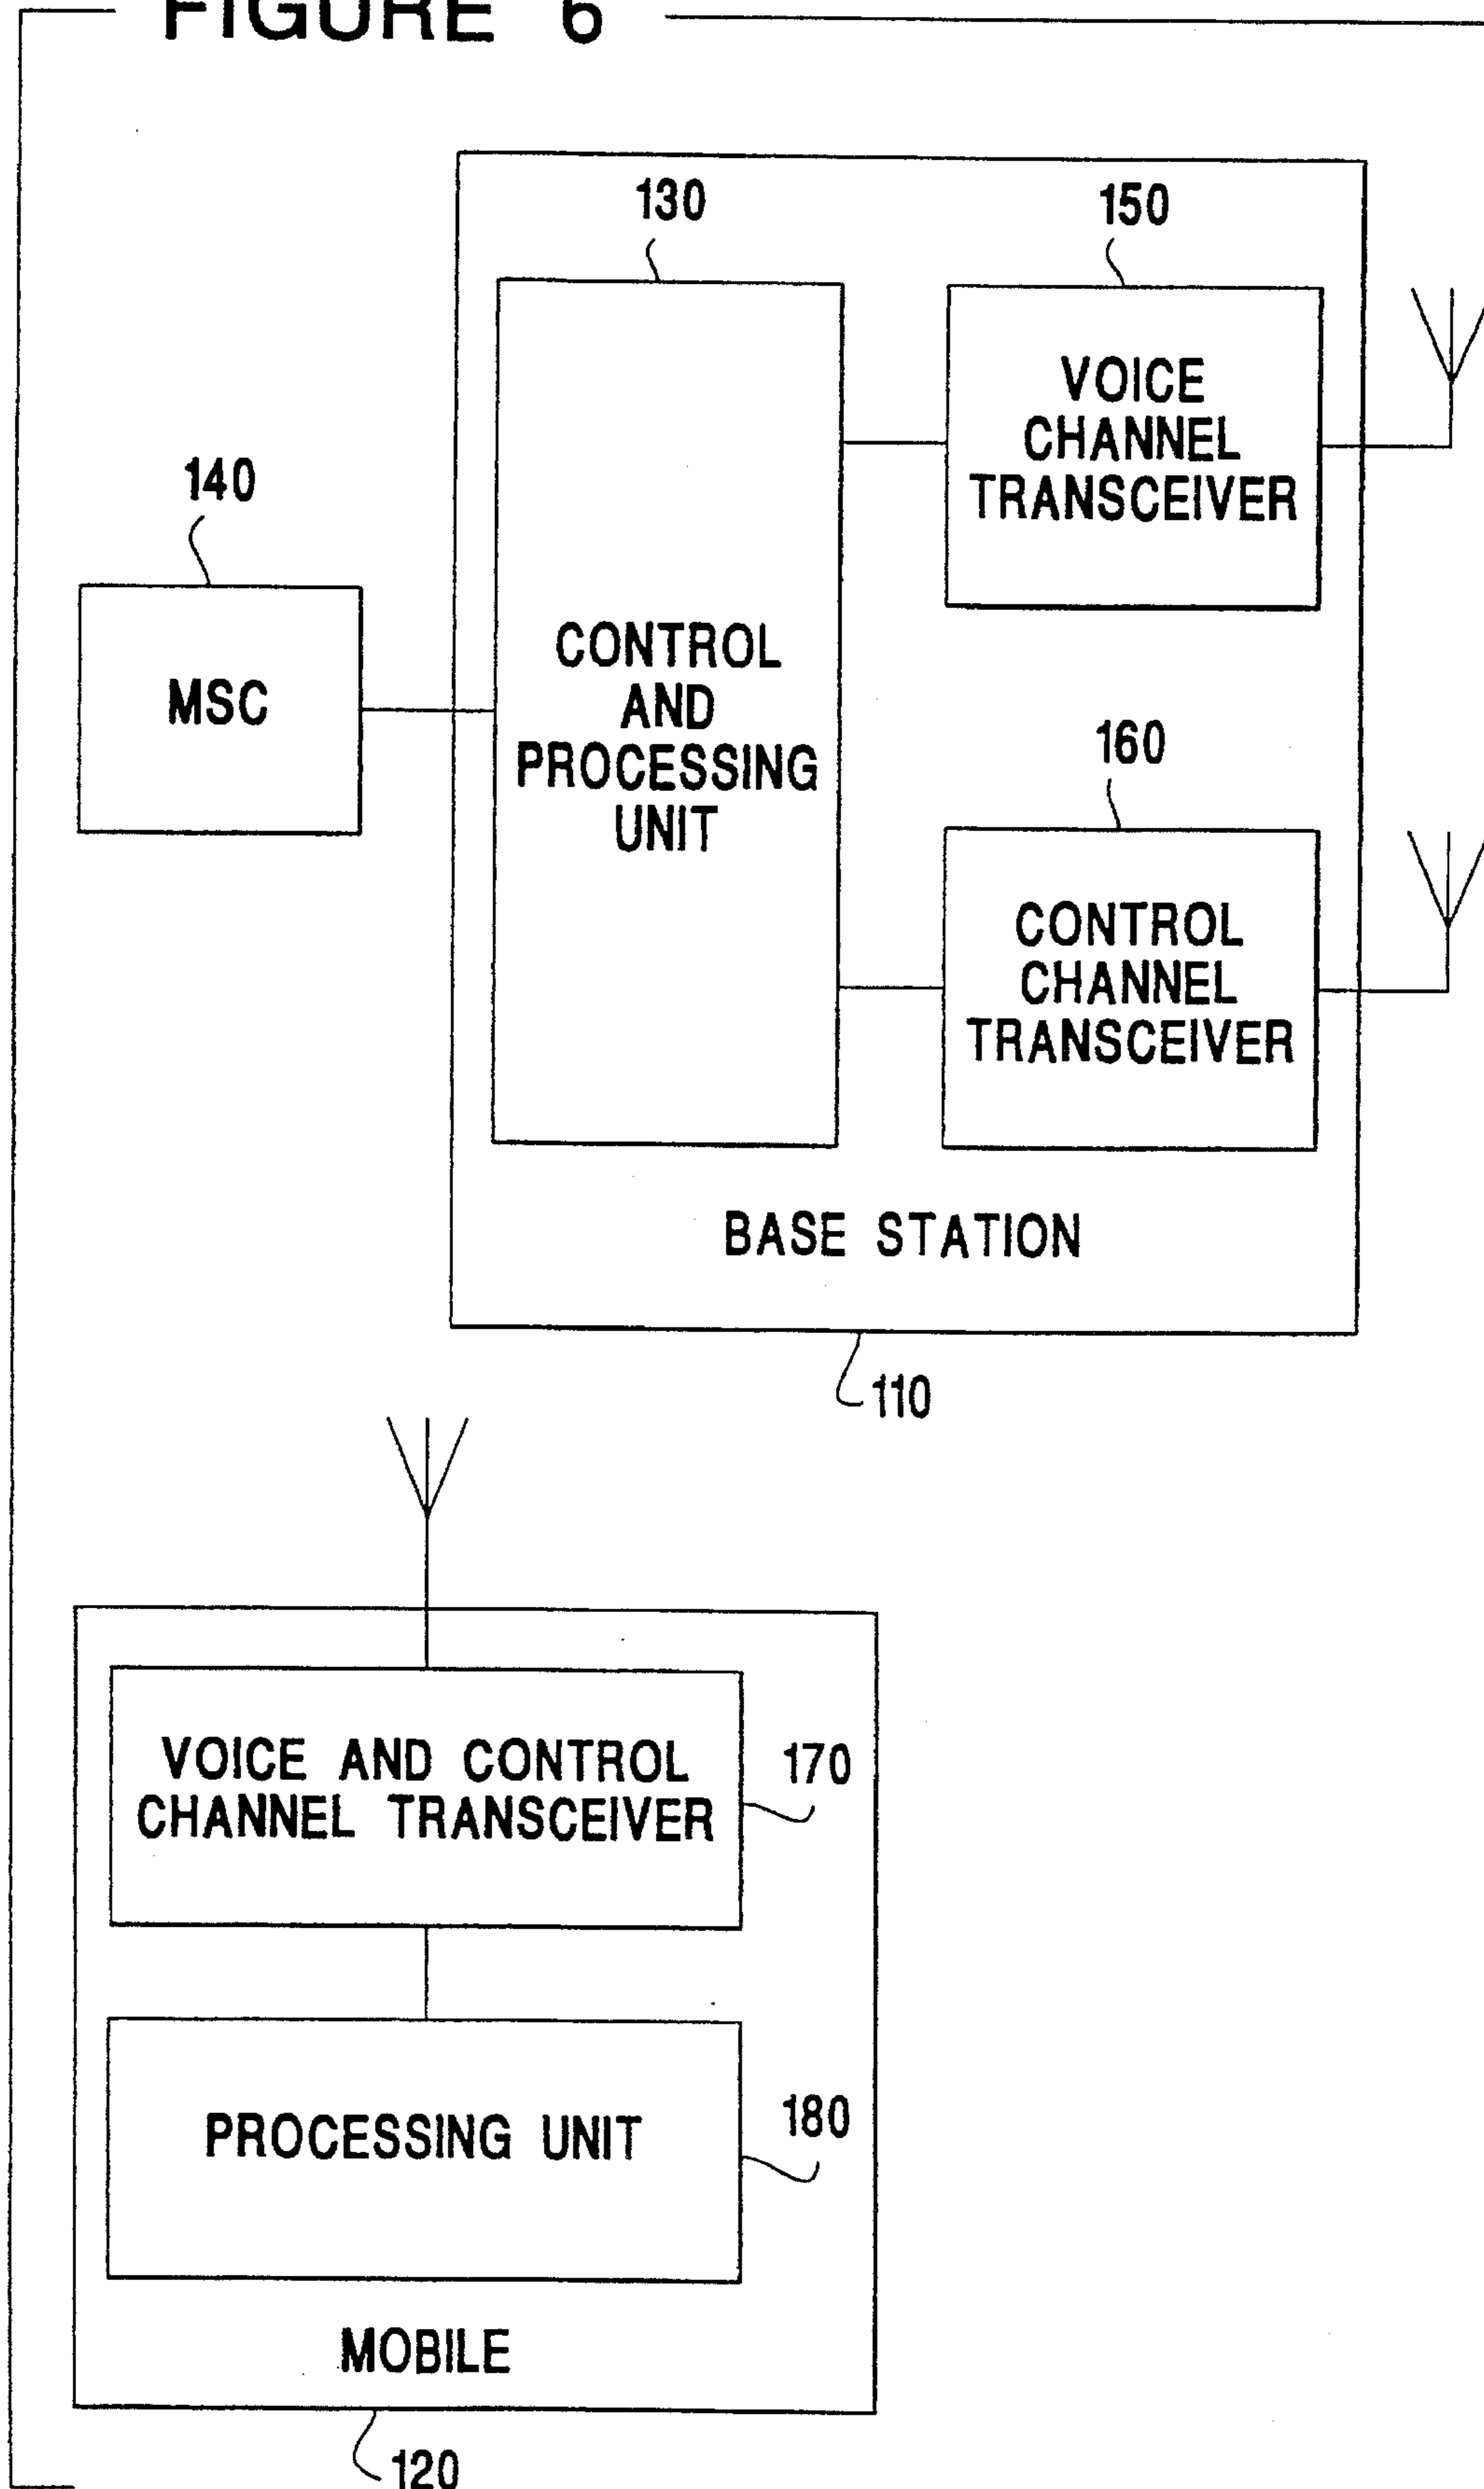 FIGURE 6
130
150
VOICE
CHANNEL
TRANSCEIVER
140
MSC
CONTROL
AND
PROCESSING
UNIT
160
CONTROL
CHANNEL
TRANSCEIVER
BASE STATION
110
VOICE AND CONTROL
CHANNEL TRANSCEIVER
170
PROCESSING UNIT
180
MOBILE
120